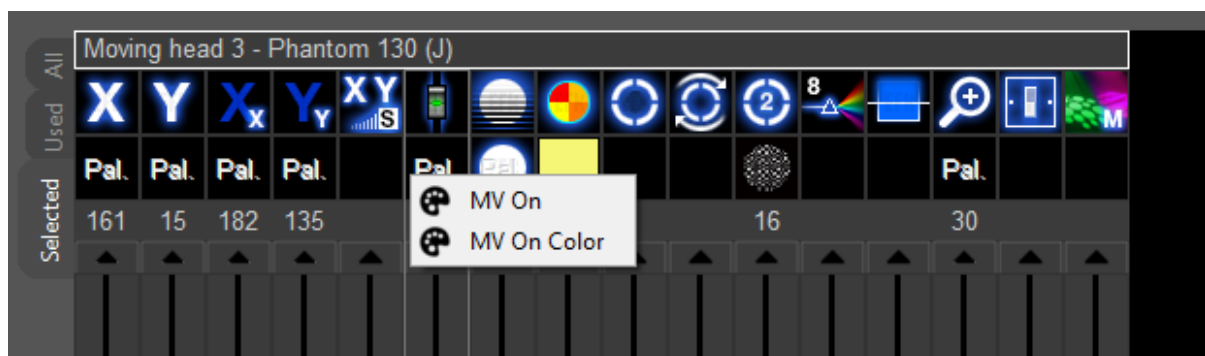 Moving head 3 - Phantom 130 (J)
All
Used
Selected
X Y X X Y Y X Y S 2 8 M
Pal. Pal. Pal. Pal. Pal. Pal. Pal.
161 15 182 135 16 30
MV On
MV On Color